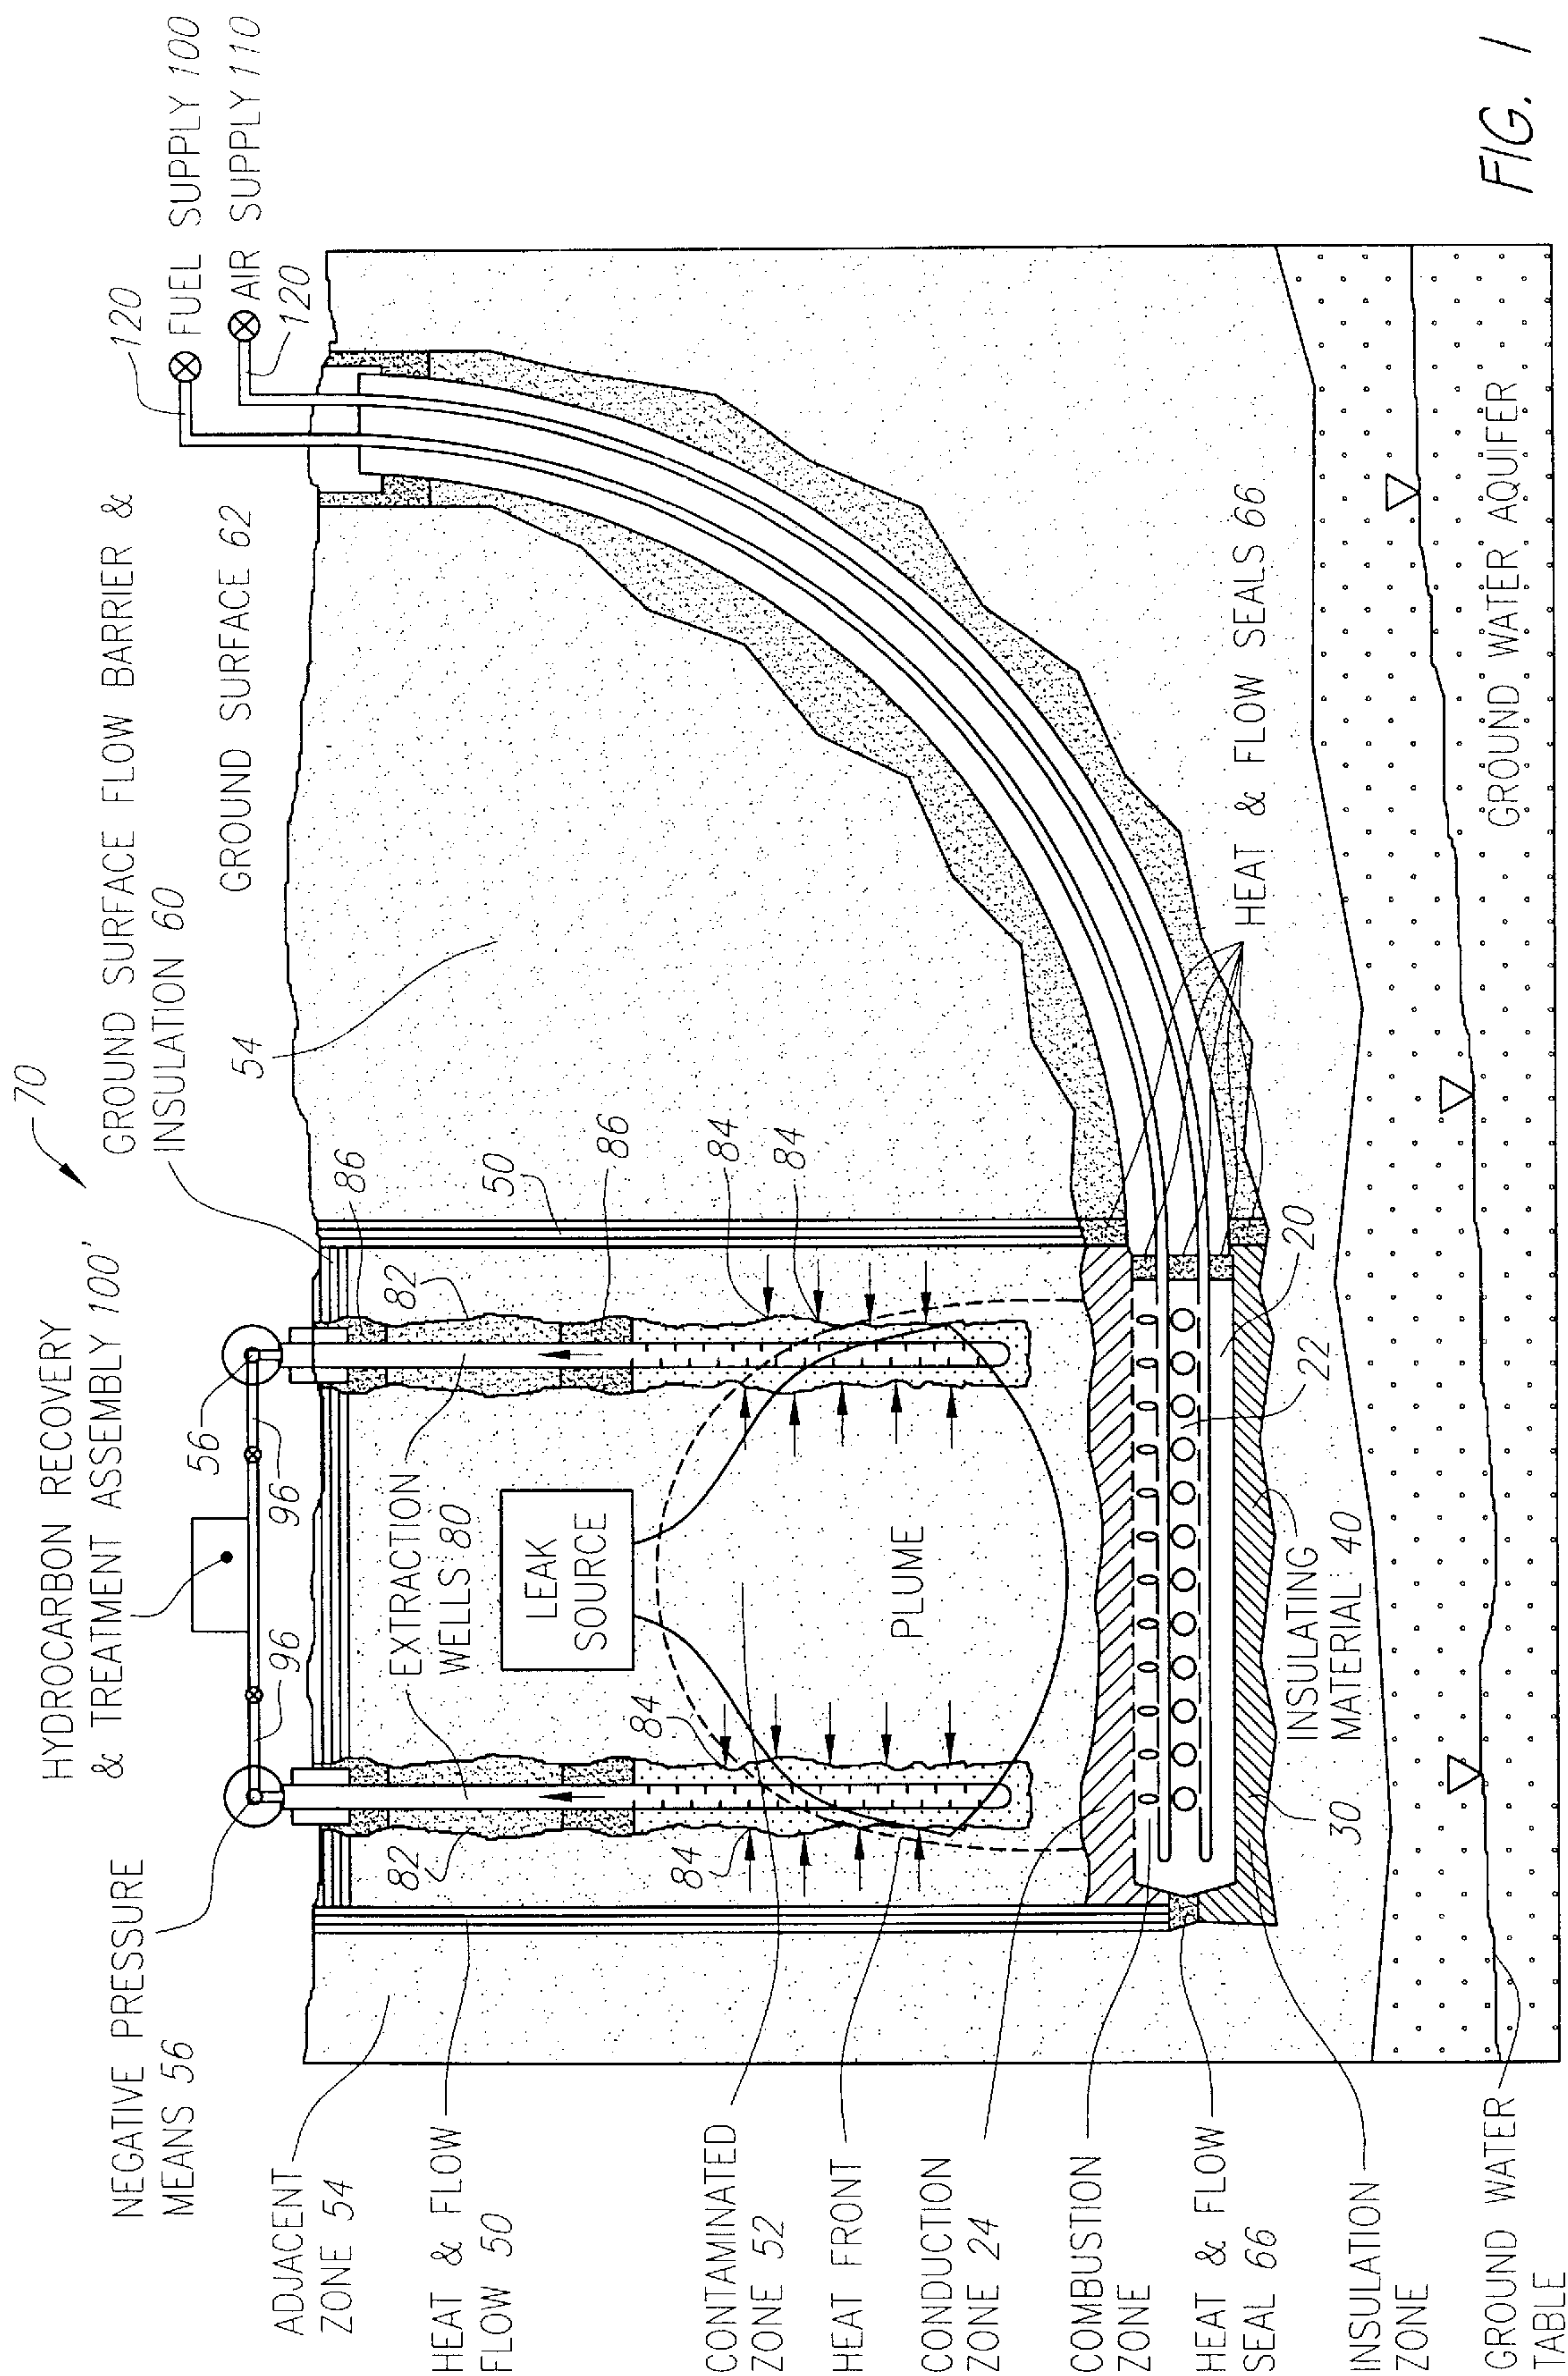 70
HYDROCARBON RECOVERY
& TREATMENT ASSEMBLY 100'
NEGATIVE PRESSURE
MEANS 56
56
96
96
GROUND SURFACE FLOW BARRIER &
INSULATION 60
120
FUEL SUPPLY 100
AIR SUPPLY 110
120
GROUND SURFACE 62
54
ADJACENT
ZONE 54
HEAT & FLOW
FLOW 50
82
EXTRACTION
WELLS 80
82
86
86
50
84
84
84
84
LEAK
SOURCE
PLUME
CONTAMINATED
ZONE 52
HEAT FRONT
CONDUCTION
ZONE 24
COMBUSTION
ZONE
HEAT & FLOW
SEAL 66
INSULATION
ZONE
GROUND WATER
TABLE
30
INSULATING
MATERIAL 40
22
20
HEAT & FLOW SEALS 66
GROUND WATER AQUIFER
FIG. 1